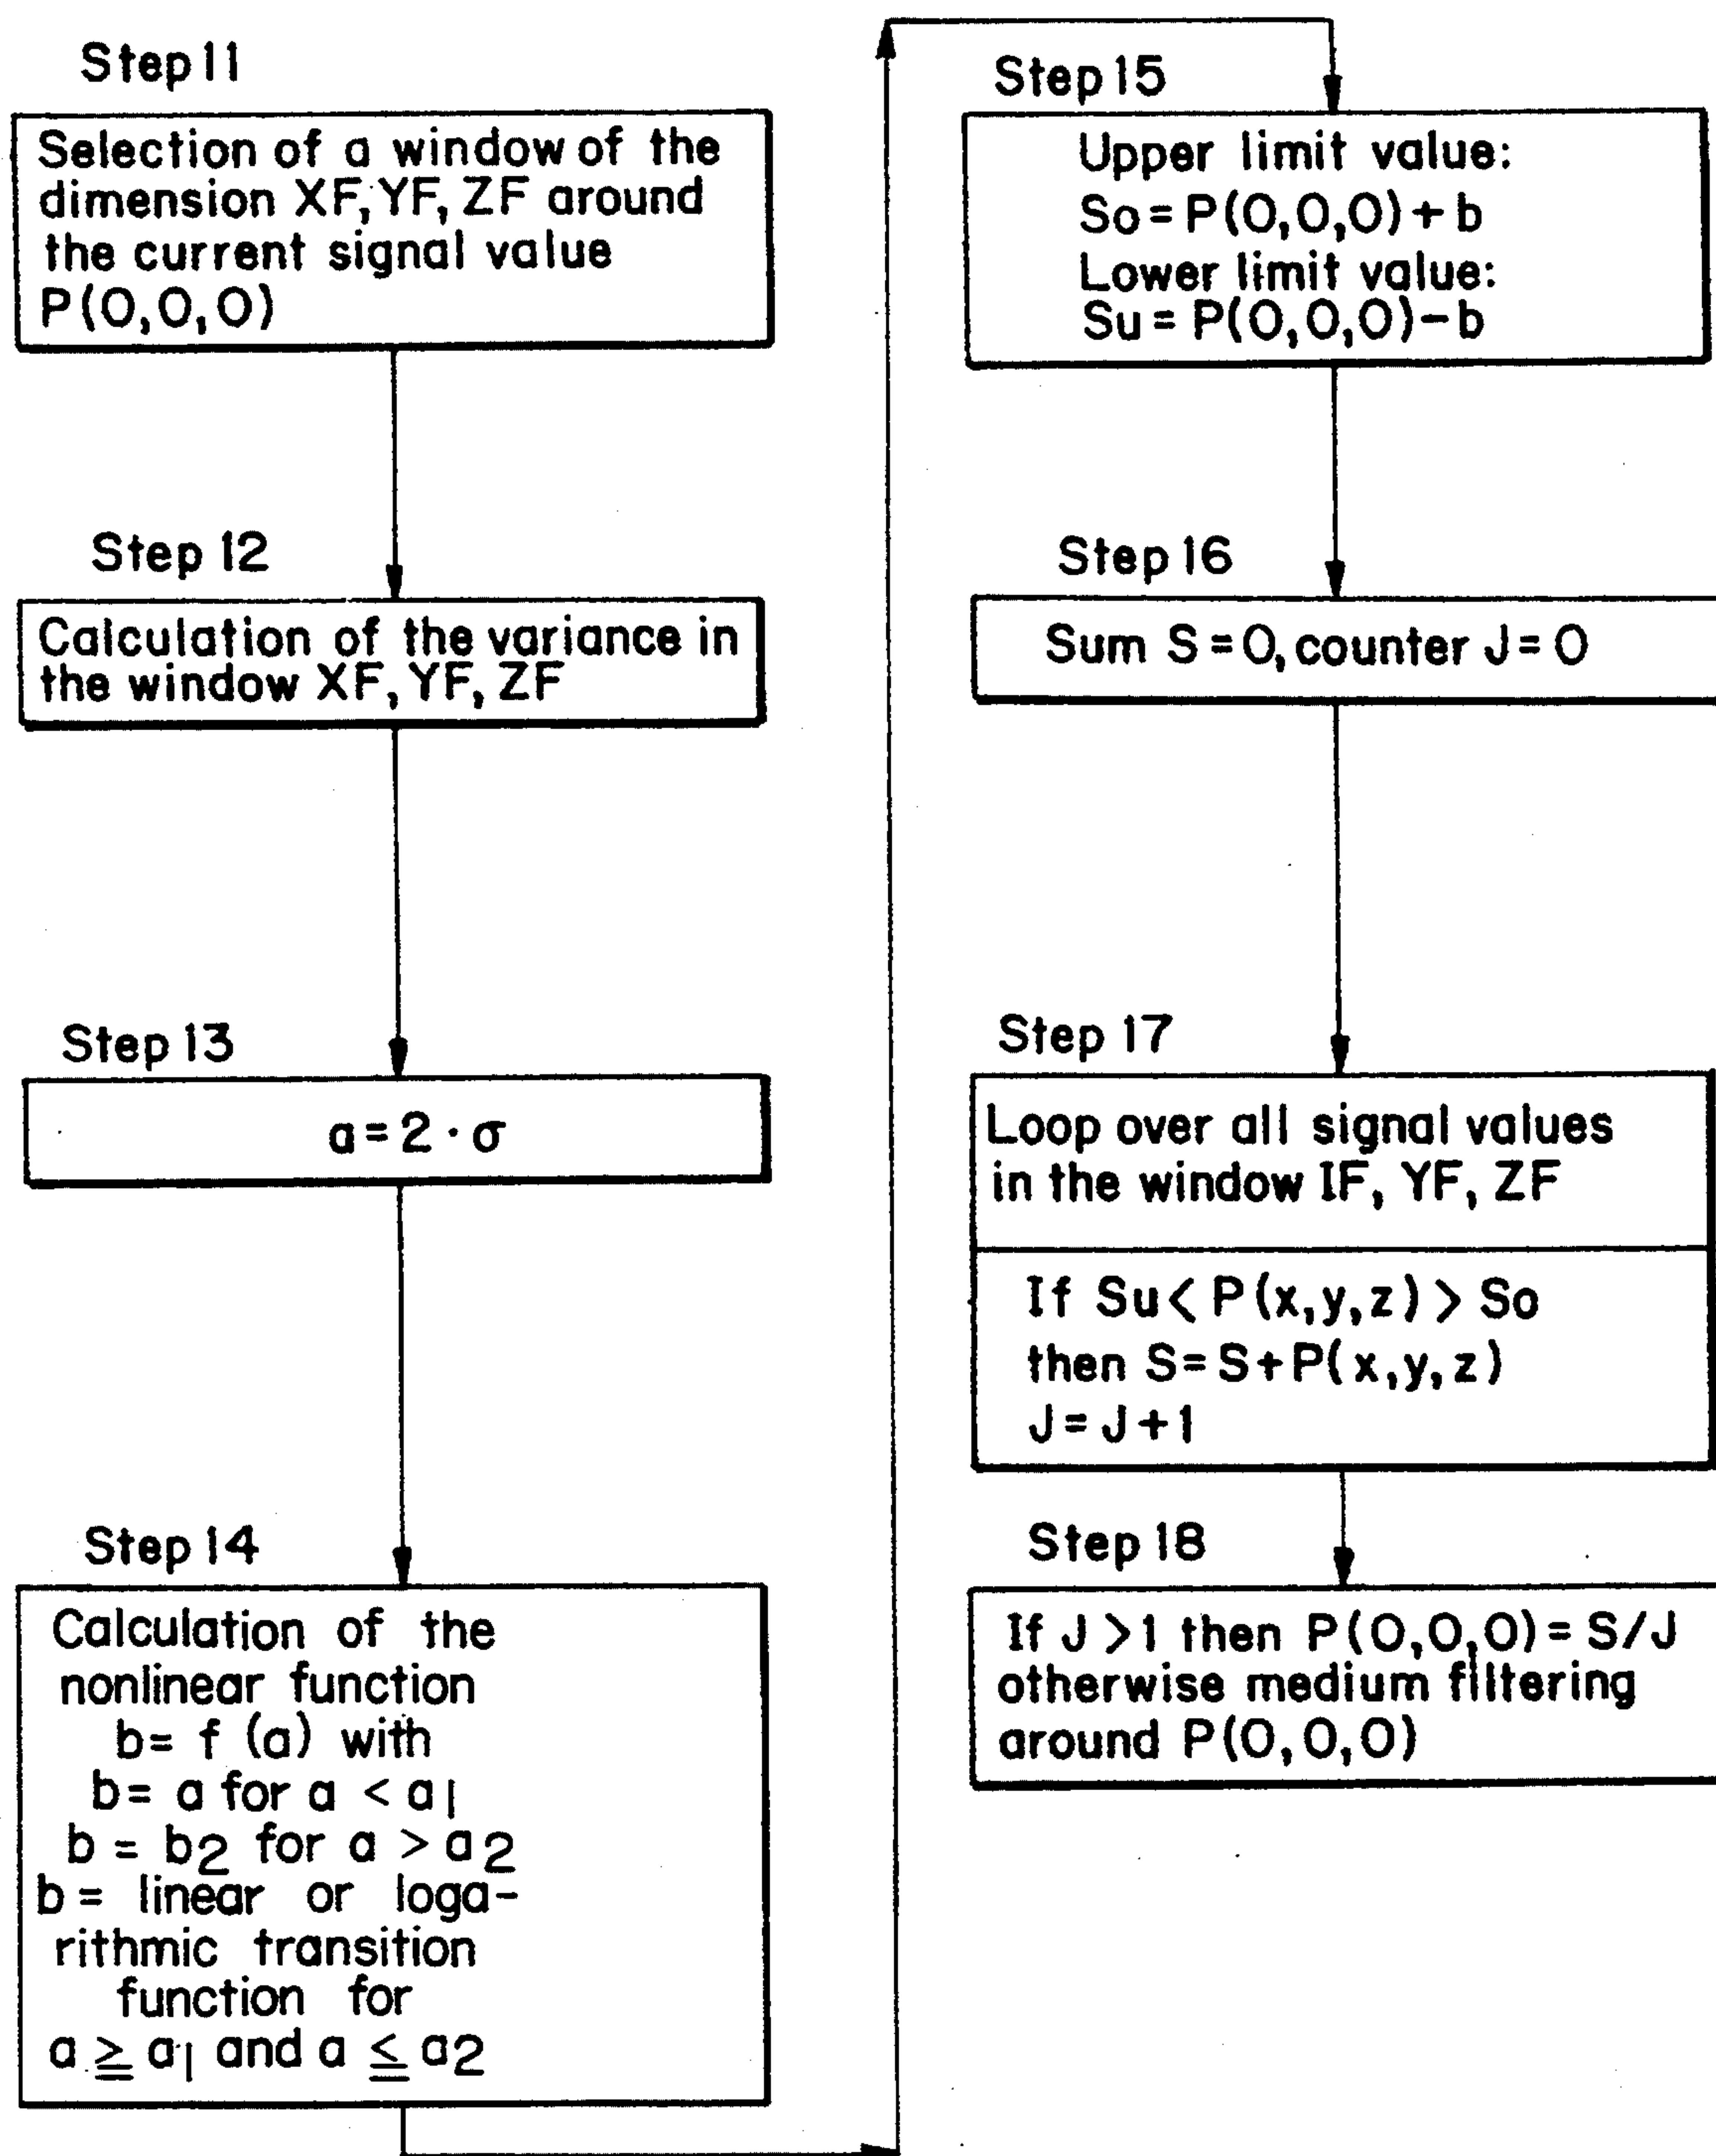 Step 11
Selection of a window of the
dimension XF, YF, ZF around
the current signal value
P(0,0,0)
Step 12
Calculation of the variance in
the window XF, YF, ZF
Step 13
a = 2 · σ
Step 14
Calculation of the
nonlinear function
b = f (a) with
b = a for a < a1
b = b2 for a > a2
b = linear or loga-
rithmic transition
function for
a ≧ a1 and a ≦ a2
Step 15
Upper limit value:
So = P(0,0,0) + b
Lower limit value:
Su = P(0,0,0) − b
Step 16
Sum S = 0, counter J = 0
Step 17
Loop over all signal values
in the window IF, YF, ZF
If Su < P(x,y,z) > So
then S = S + P(x,y,z)
J = J + 1
Step 18
If J > 1 then P(0,0,0) = S/J
otherwise medium filtering
around P(0,0,0)